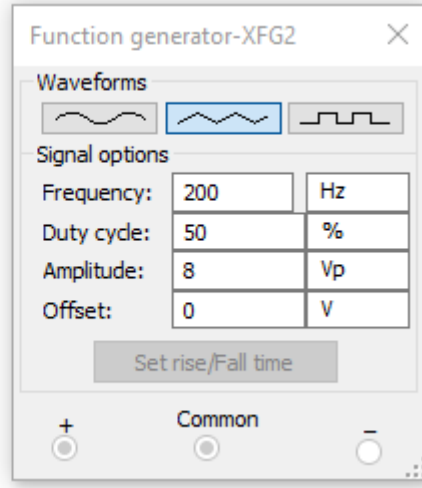 Function generator-XFG2
Waveforms
Signal options
Frequency: 200 Hz
Duty cycle: 50 %
Amplitude: 8 Vp
Offset: 0 V
Set rise/Fall time
+ Common –